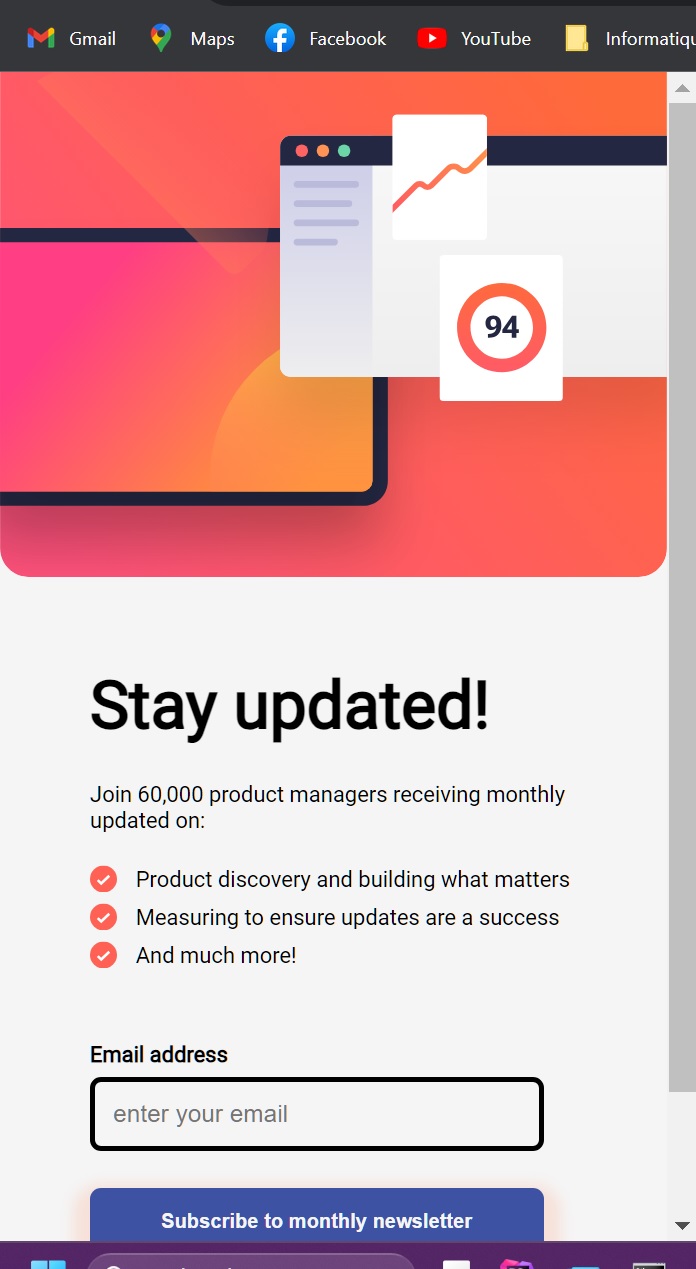 Gmail Maps Facebook YouTube
94
Stay updated!
Join 60,000 product managers receiving monthly
updated on:
Product discovery and building what matters
Measuring to ensure updates are a success
And much more!
Email address
enter your email
Subscribe to monthly newsletter